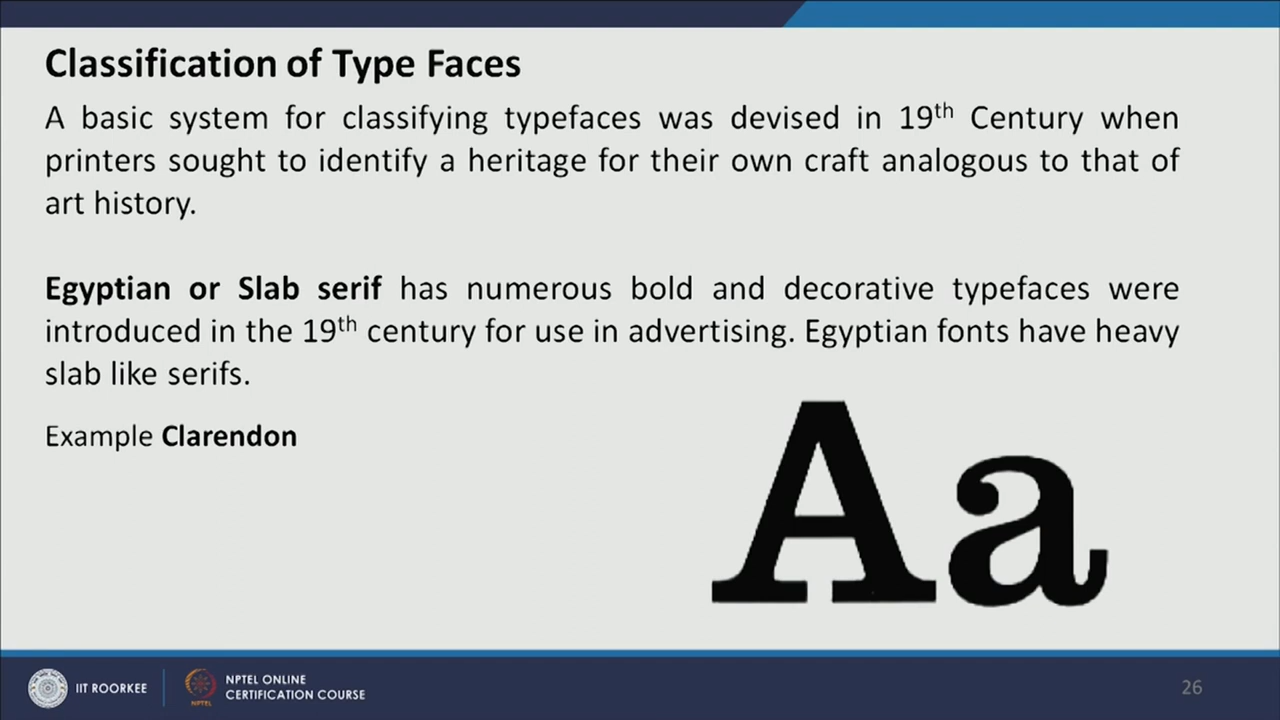 Classification of Type Faces
A basic system for classifying typefaces was devised in 19th Century when
printers sought to identify a heritage for their own craft analogous to that of
art history.
Egyptian or Slab serif has numerous bold and decorative typefaces were
introduced in the 19th century for use in advertising. Egyptian fonts have heavy
slab like serifs.
Example Clarendon
Aa
IIT ROORKEE
NPTEL
NPTEL ONLINE
CERTIFICATION COURSE
26